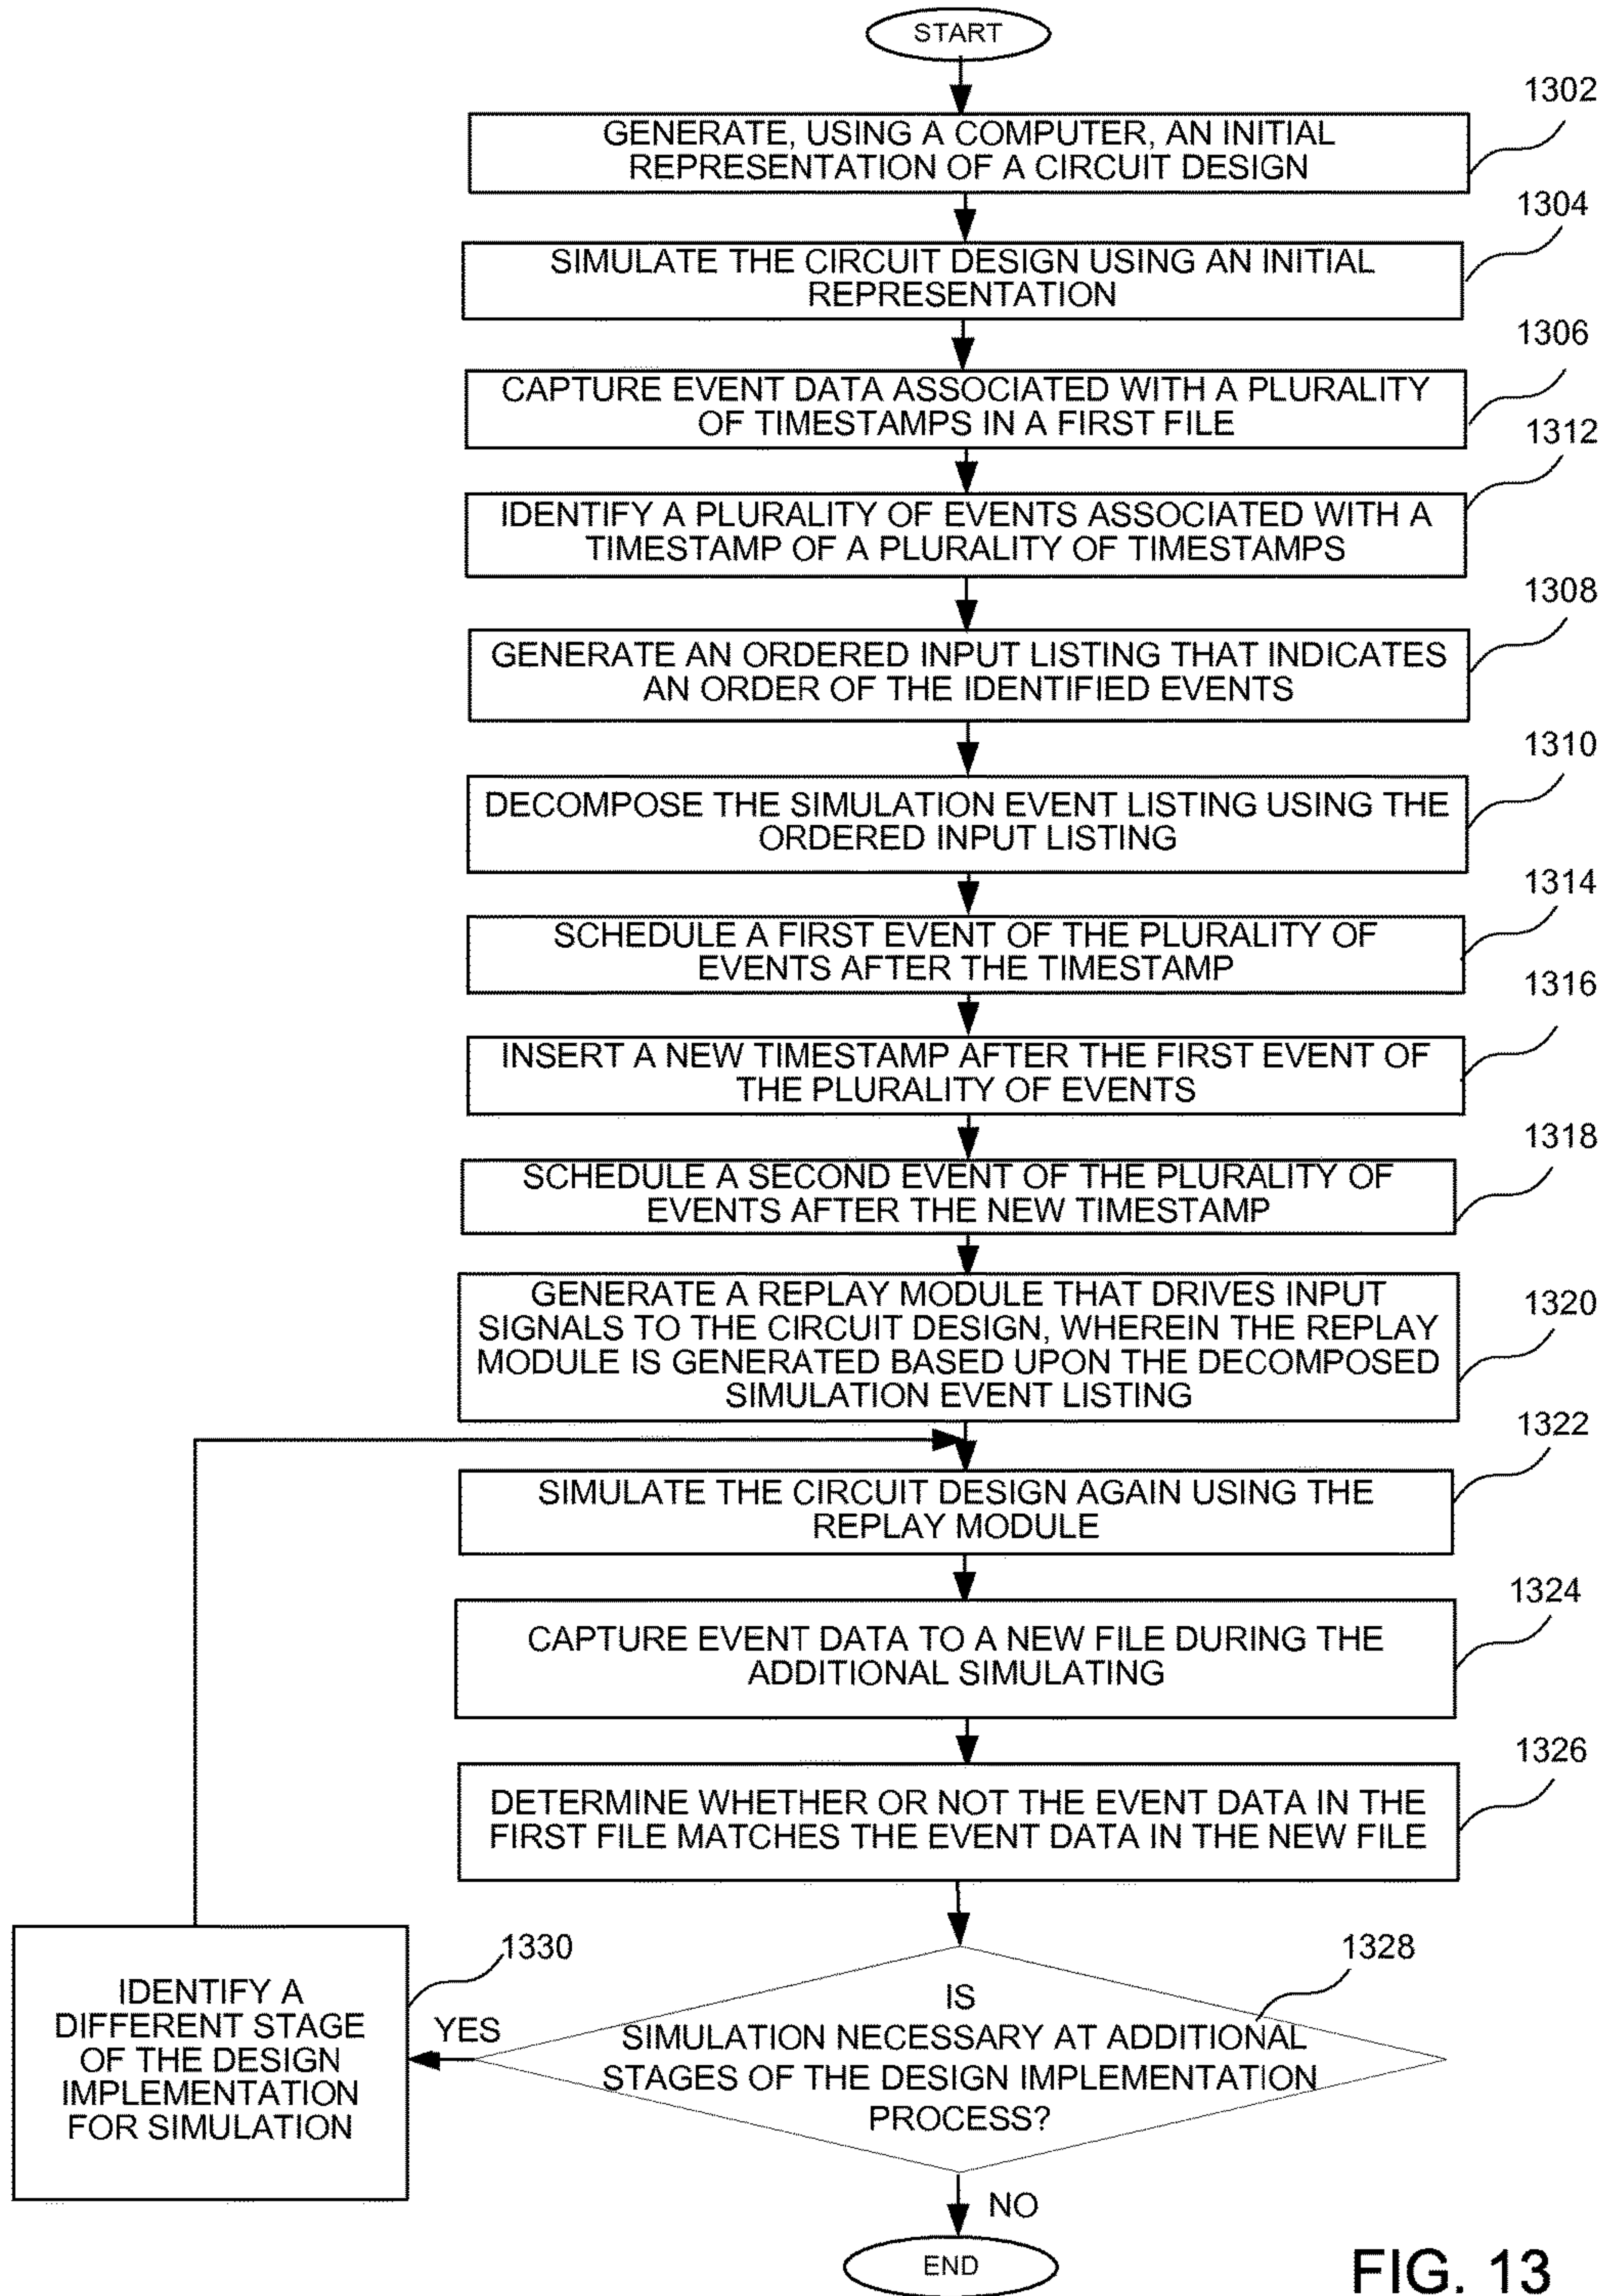 START
1302
GENERATE, USING A COMPUTER, AN INITIAL
REPRESENTATION OF A CIRCUIT DESIGN
1304
SIMULATE THE CIRCUIT DESIGN USING AN INITIAL
REPRESENTATION
1306
CAPTURE EVENT DATA ASSOCIATED WITH A PLURALITY
OF TIMESTAMPS IN A FIRST FILE
1312
IDENTIFY A PLURALITY OF EVENTS ASSOCIATED WITH A
TIMESTAMP OF A PLURALITY OF TIMESTAMPS
1308
GENERATE AN ORDERED INPUT LISTING THAT INDICATES
AN ORDER OF THE IDENTIFIED EVENTS
1310
DECOMPOSE THE SIMULATION EVENT LISTING USING THE
ORDERED INPUT LISTING
1314
SCHEDULE A FIRST EVENT OF THE PLURALITY OF
EVENTS AFTER THE TIMESTAMP
1316
INSERT A NEW TIMESTAMP AFTER THE FIRST EVENT OF
THE PLURALITY OF EVENTS
1318
SCHEDULE A SECOND EVENT OF THE PLURALITY OF
EVENTS AFTER THE NEW TIMESTAMP
1320
GENERATE A REPLAY MODULE THAT DRIVES INPUT
SIGNALS TO THE CIRCUIT DESIGN, WHEREIN THE REPLAY
MODULE IS GENERATED BASED UPON THE DECOMPOSED
SIMULATION EVENT LISTING
1322
SIMULATE THE CIRCUIT DESIGN AGAIN USING THE
REPLAY MODULE
1324
CAPTURE EVENT DATA TO A NEW FILE DURING THE
ADDITIONAL SIMULATING
1326
DETERMINE WHETHER OR NOT THE EVENT DATA IN THE
FIRST FILE MATCHES THE EVENT DATA IN THE NEW FILE
1328
IS
SIMULATION NECESSARY AT ADDITIONAL
STAGES OF THE DESIGN IMPLEMENTATION
PROCESS?
YES
1330
IDENTIFY A
DIFFERENT STAGE
OF THE DESIGN
IMPLEMENTATION
FOR SIMULATION
NO
END
FIG. 13